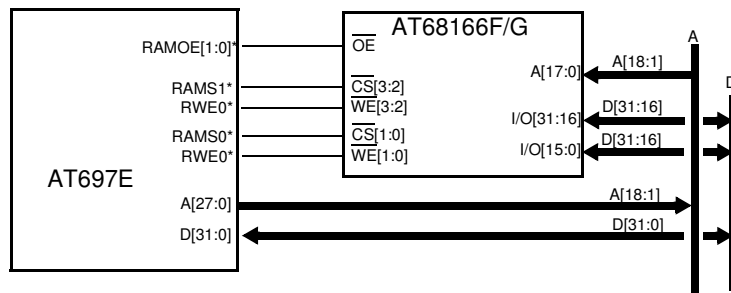 AT68166F/G
A
RAMOE[1:0]*
OE
A[17:0]
A[18:1]
D
RAMS1*
CS[3:2]
RWE0*
WE[3:2]
I/O[31:16]
D[31:16]
RAMS0*
CS[1:0]
RWE0*
WE[1:0]
I/O[15:0]
D[31:16]
AT697E
A[27:0]
A[18:1]
D[31:0]
D[31:0]